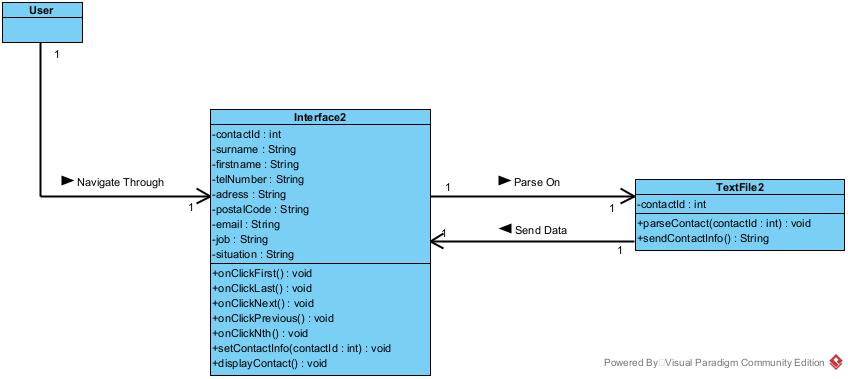 User
1
Navigate Through
1
Interface2
-contactId : int
-surname : String
-firstname : String
-telNumber : String
-adress : String
-postalCode : String
-email : String
-job : String
-situation : String
+onClickFirst() : void
+onClickLast() : void
+onClickNext() : void
+onClickPrevious() : void
+onClickNth() : void
+setContactInfo(contactId : int) : void
+displayContact() : void
1
Parse On
1
1
Send Data
1
TextFile2
-contactId : int
+parseContact(contactId : int) : void
+sendContactInfo() : String
Powered By Visual Paradigm Community Edition